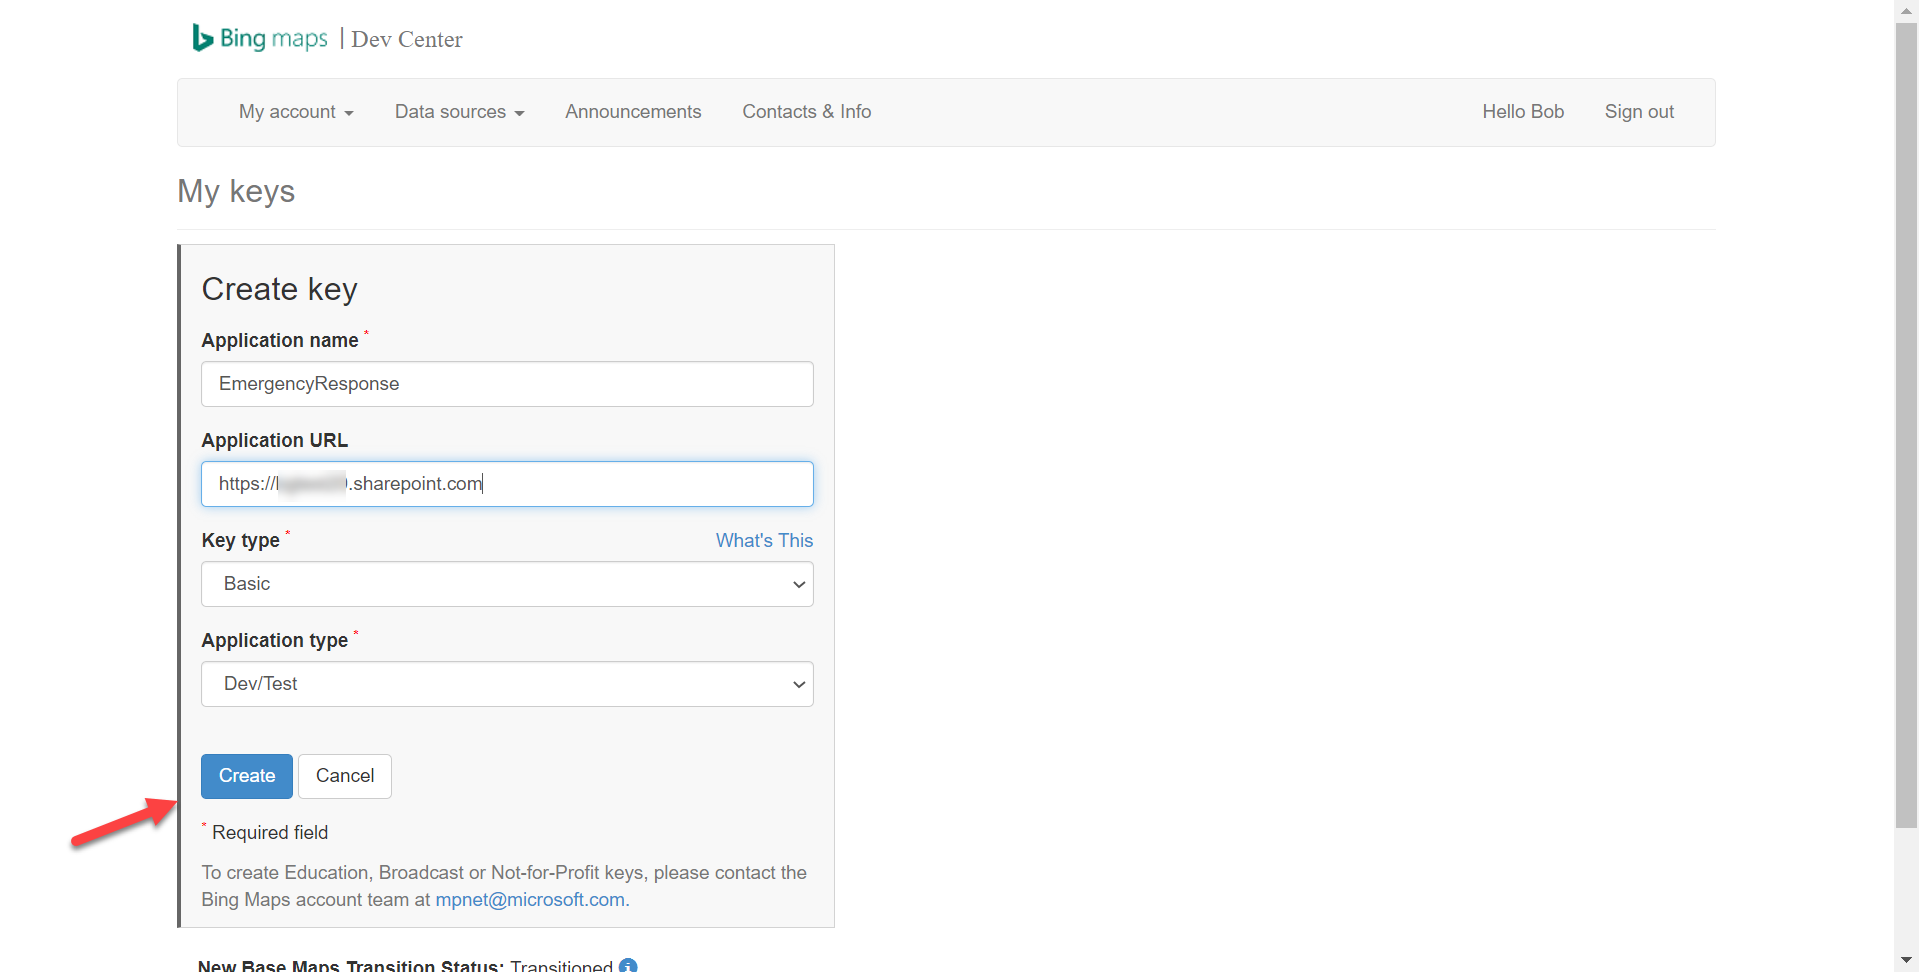 Bing maps | Dev Center
My account Data sources Announcements Contacts & Info Hello Bob Sign out
My keys
Create key
Application name *
EmergencyResponse
Application URL
https:// .sharepoint.com
Key type * What's This
Basic
Application type *
Dev/Test
Create Cancel
* Required field
To create Education, Broadcast or Not-for-Profit keys, please contact the
Bing Maps account team at mpnet@microsoft.com.
New Base Maps Transition Status: Transitioned